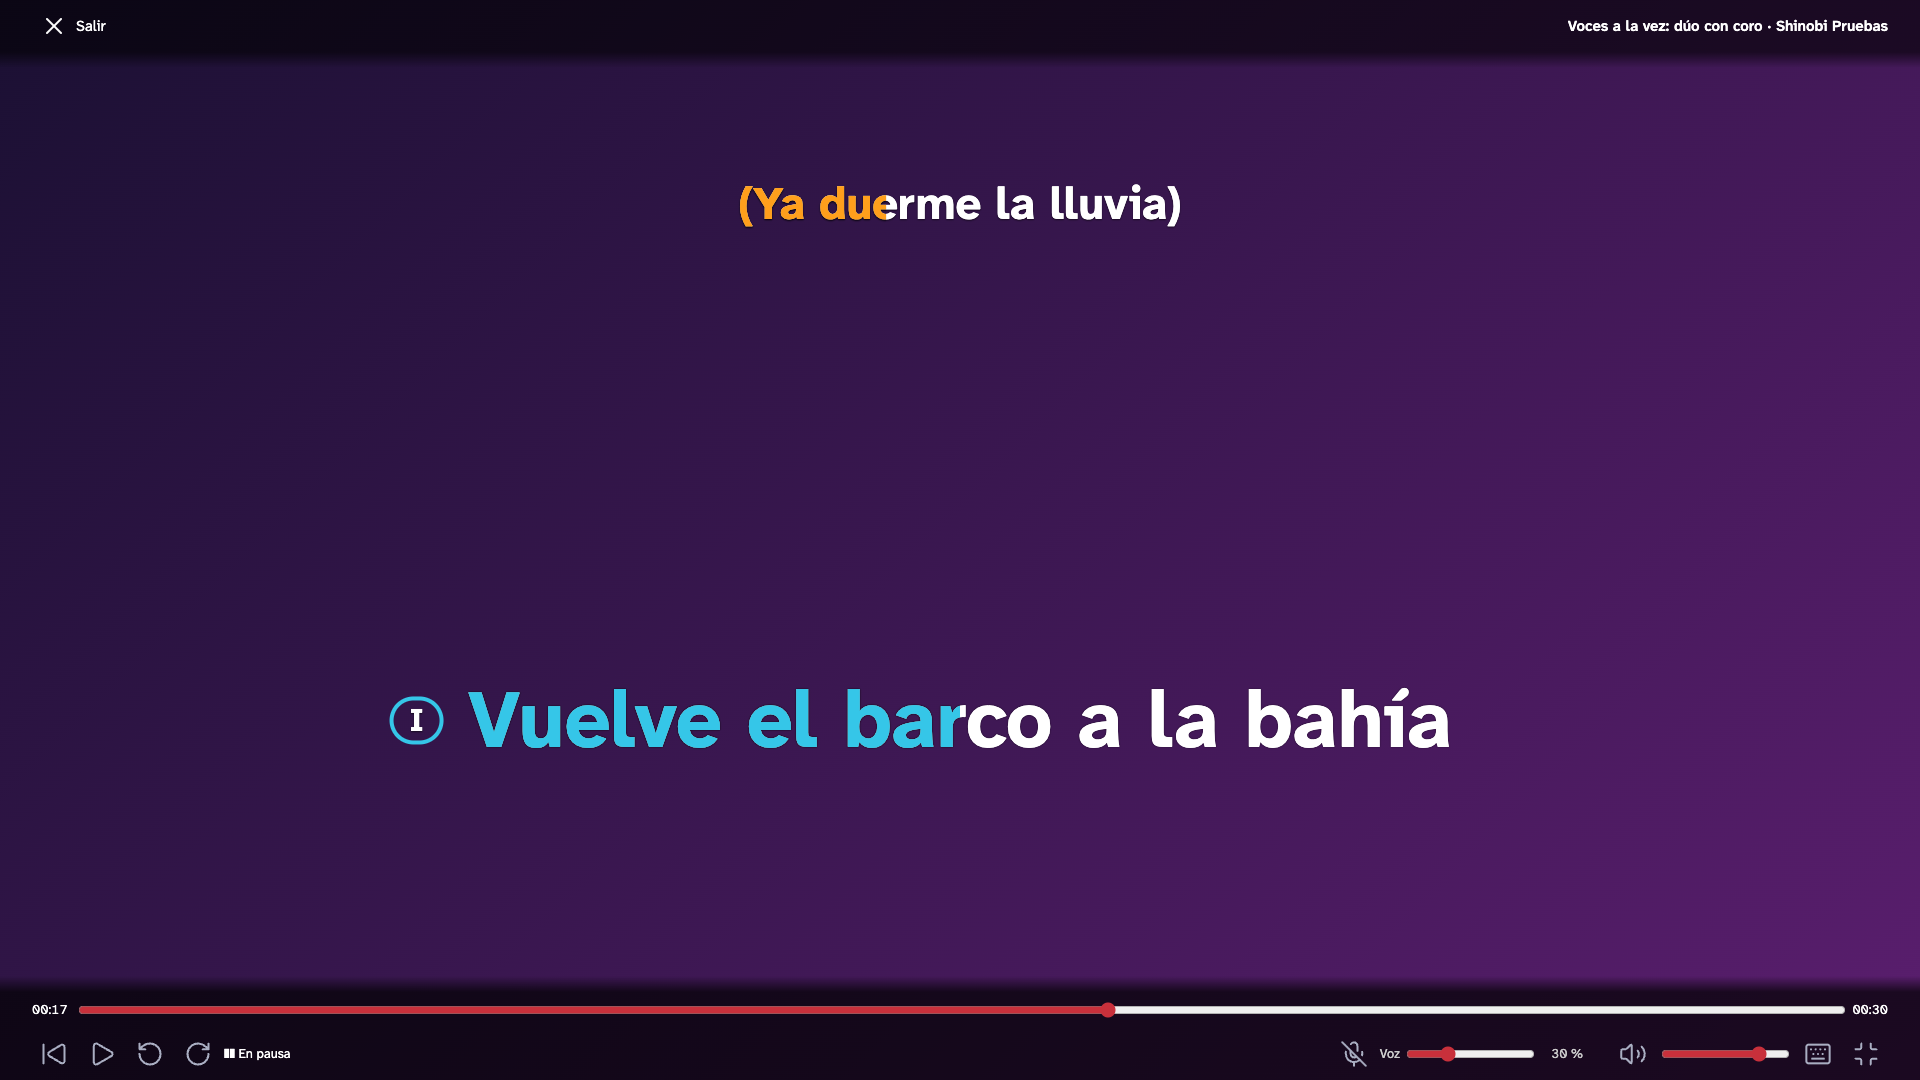 Salir
Voces a la vez: dúo con coro · Shinobi Pruebas
(Ya duerme la lluvia)
I Vuelve el barco a la bahía
00:17
00:30
En pausa
Voz
30 %